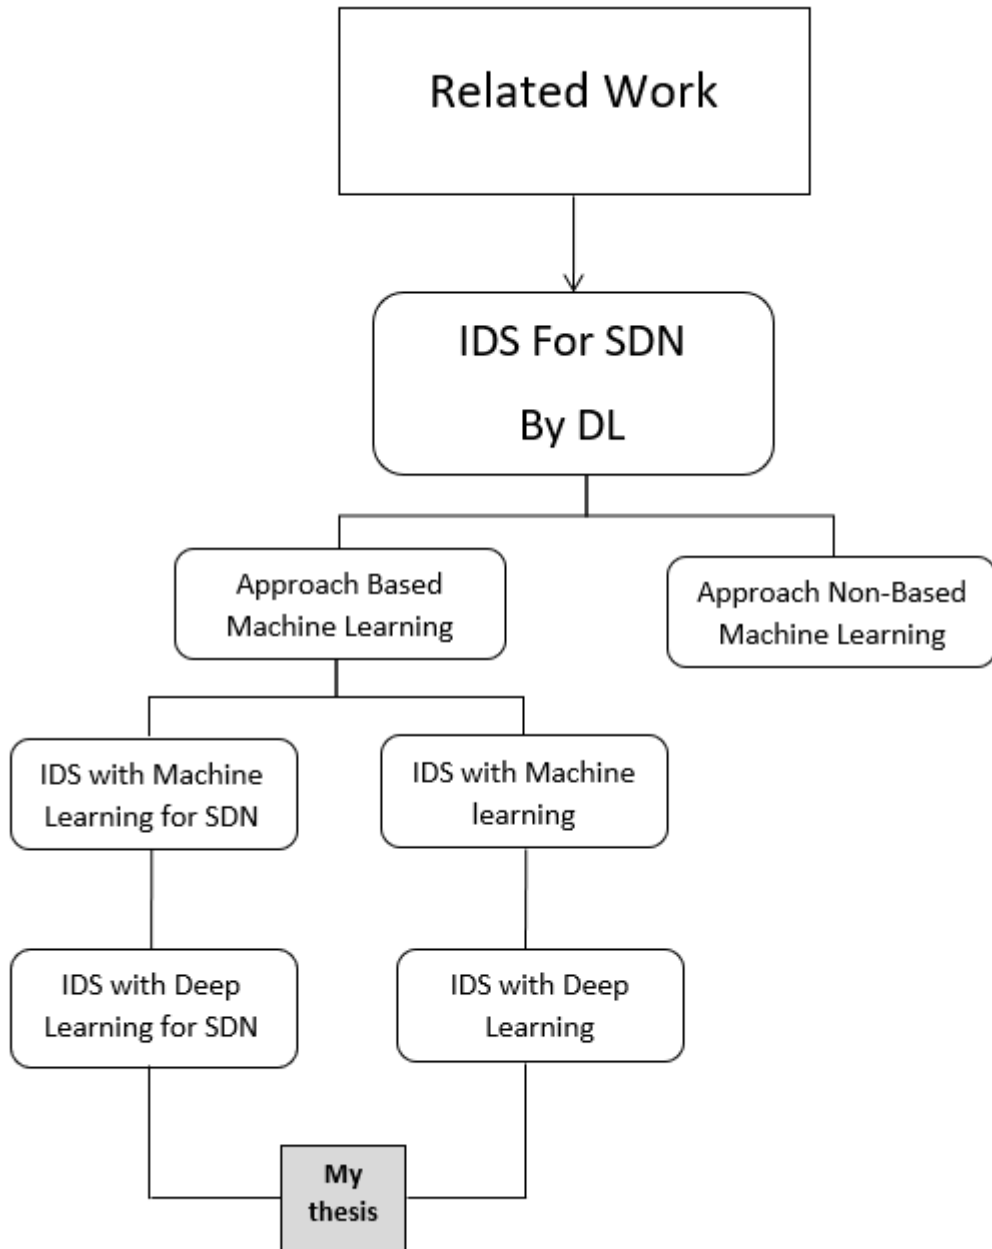 Related Work
IDS For SDN
By DL
Approach Based
Machine Learning
Approach Non-Based
Machine Learning
IDS with Machine
Learning for SDN
IDS with Machine
learning
IDS with Deep
Learning for SDN
IDS with Deep
Learning
My
thesis